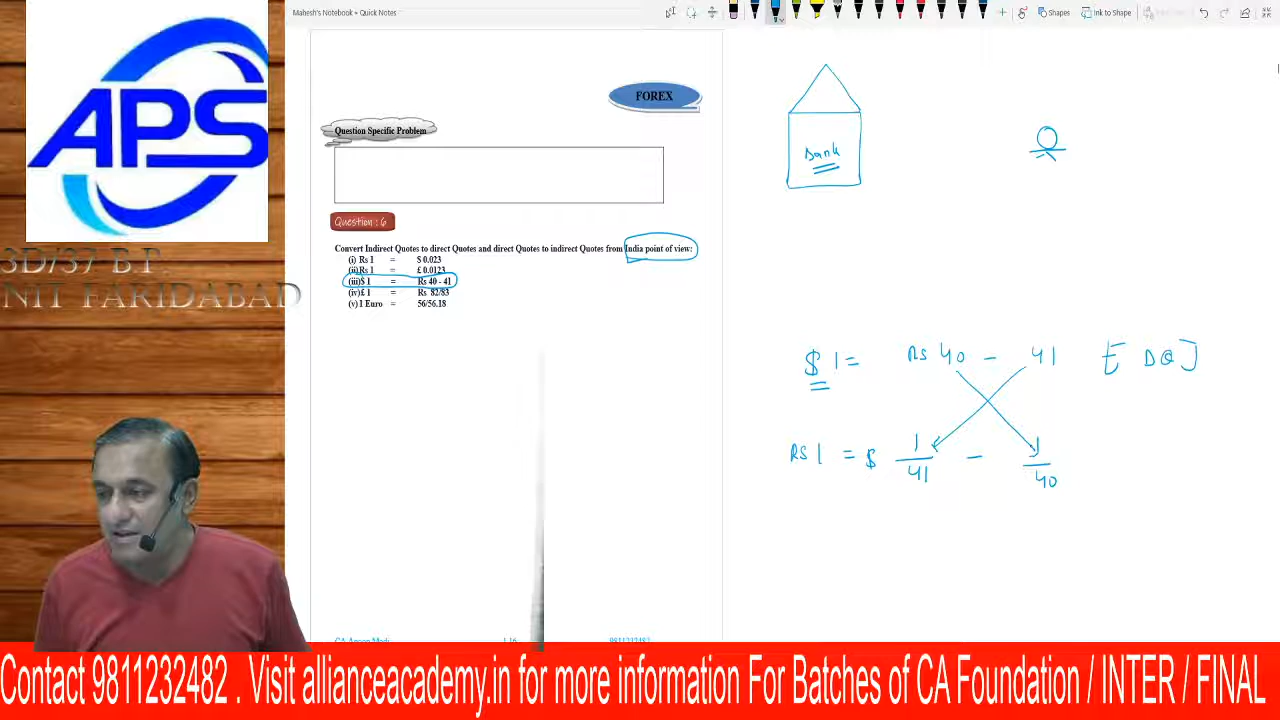 Mahesh's Notebook » Quick Notes
Shapes
Ink to Shape
APS
3D/37 B.P.
NIT FARIDABAD
FOREX
Question Specific Problem
Question : 6
Convert Indirect Quotes to direct Quotes and direct Quotes to indirect Quotes from India point of view:
(i) Rs 1 = $ 0.023
(ii) Rs 1 = £ 0.0123
(iii) $ 1 = Rs 40 - 41
(iv) £ 1 = Rs 82/83
(v) 1 Euro = 56/56.18
Bank
$ 1 = Rs 40 - 41 [ DQ ]
RS 1 = $ 1/41 - 1/40
1.16
9811232482
Contact 9811232482 . Visit allianceacademy.in for more information For Batches of CA Foundation / INTER / FINAL